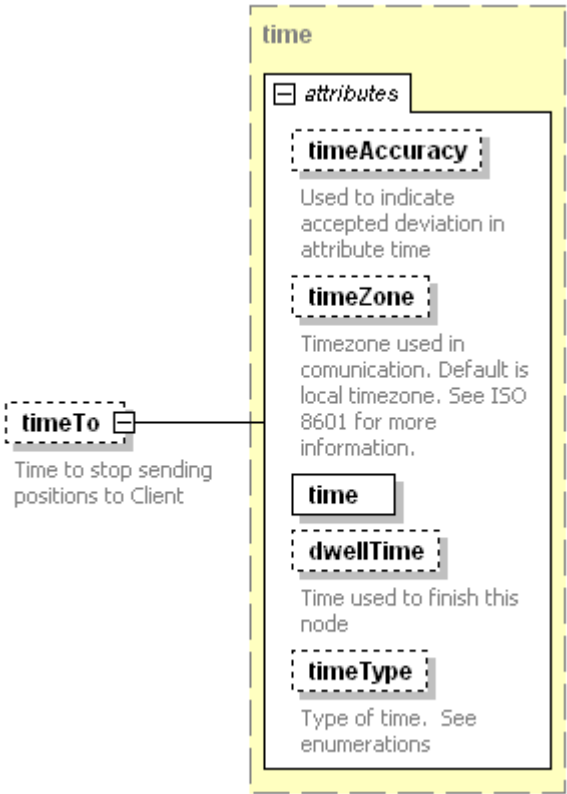 time
attributes
timeAccuracy
Used to indicate
accepted deviation in
attribute time
timeZone
Timezone used in
comunication. Default is
local timezone. See ISO
8601 for more
information.
timeTo
Time to stop sending
positions to Client
time
dwellTime
Time used to finish this
node
timeType
Type of time.  See
enumerations